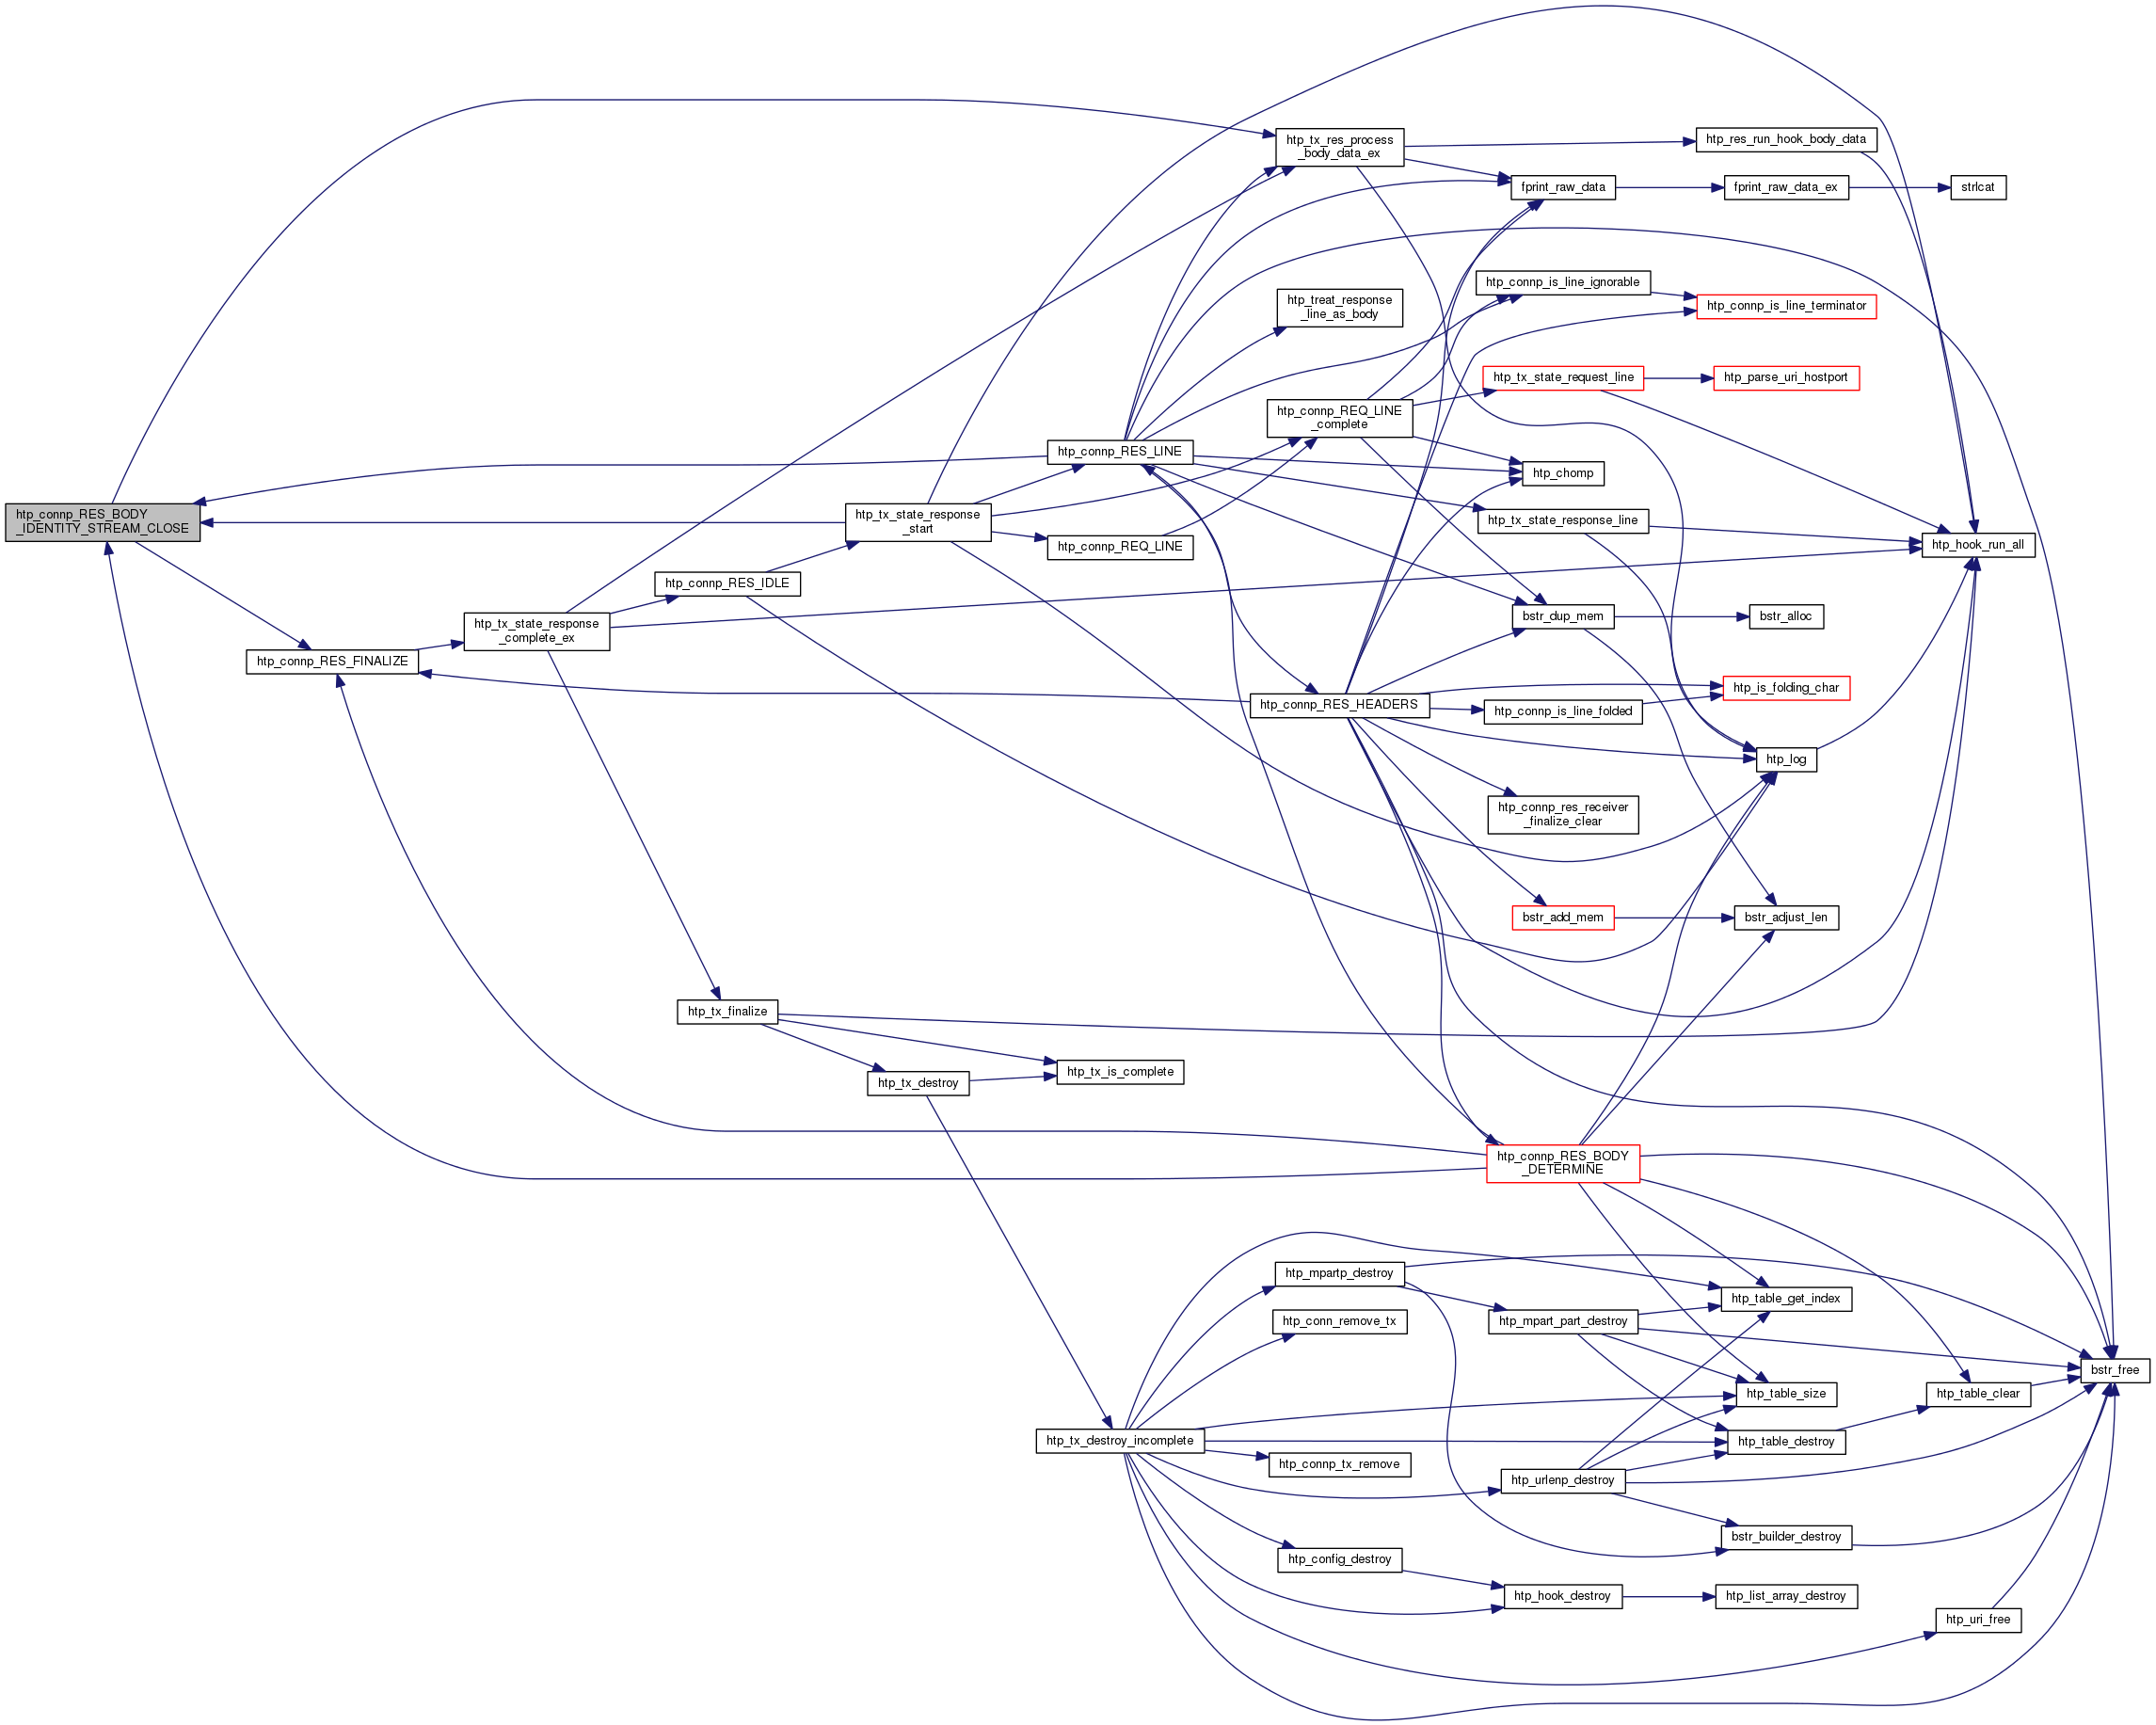 htp_connp_RES_BODY
_IDENTITY_STREAM_CLOSE
htp_connp_RES_FINALIZE
htp_tx_state_response
_complete_ex
htp_connp_RES_IDLE
htp_tx_finalize
htp_tx_state_response
_start
htp_tx_destroy
htp_connp_RES_LINE
htp_connp_REQ_LINE
htp_tx_is_complete
htp_tx_destroy_incomplete
htp_tx_res_process
_body_data_ex
htp_treat_response
_line_as_body
htp_connp_REQ_LINE
_complete
htp_connp_RES_HEADERS
htp_mpartp_destroy
htp_conn_remove_tx
htp_connp_tx_remove
htp_config_destroy
fprint_raw_data
htp_connp_is_line_ignorable
htp_tx_state_request_line
htp_chomp
htp_tx_state_response_line
bstr_dup_mem
htp_connp_is_line_folded
htp_connp_res_receiver
_finalize_clear
bstr_add_mem
htp_connp_RES_BODY
_DETERMINE
htp_mpart_part_destroy
htp_urlenp_destroy
htp_hook_destroy
htp_res_run_hook_body_data
fprint_raw_data_ex
htp_connp_is_line_terminator
htp_parse_uri_hostport
bstr_alloc
htp_is_folding_char
htp_log
bstr_adjust_len
htp_table_get_index
htp_table_size
htp_table_destroy
bstr_builder_destroy
htp_list_array_destroy
strlcat
htp_hook_run_all
htp_table_clear
htp_uri_free
bstr_free